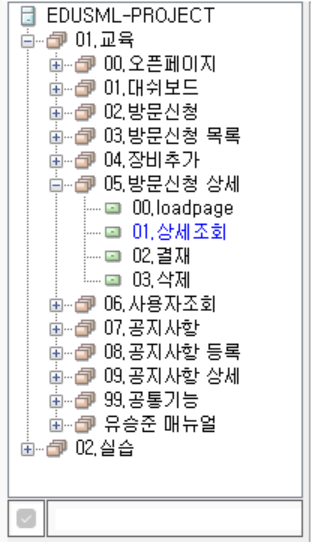 EDUSML-PROJECT
01,교육
00,오픈페이지
01,대쉬보드
02,방문신청
03,방문신청 목록
04,장비추가
05,방문신청 상세
00,loadpage
01,상세조회
02,결재
03,삭제
06,사용자조회
07,공지사항
08,공지사항 등록
09,공지사항 상세
99,공통기능
유승준 매뉴얼
02,실습